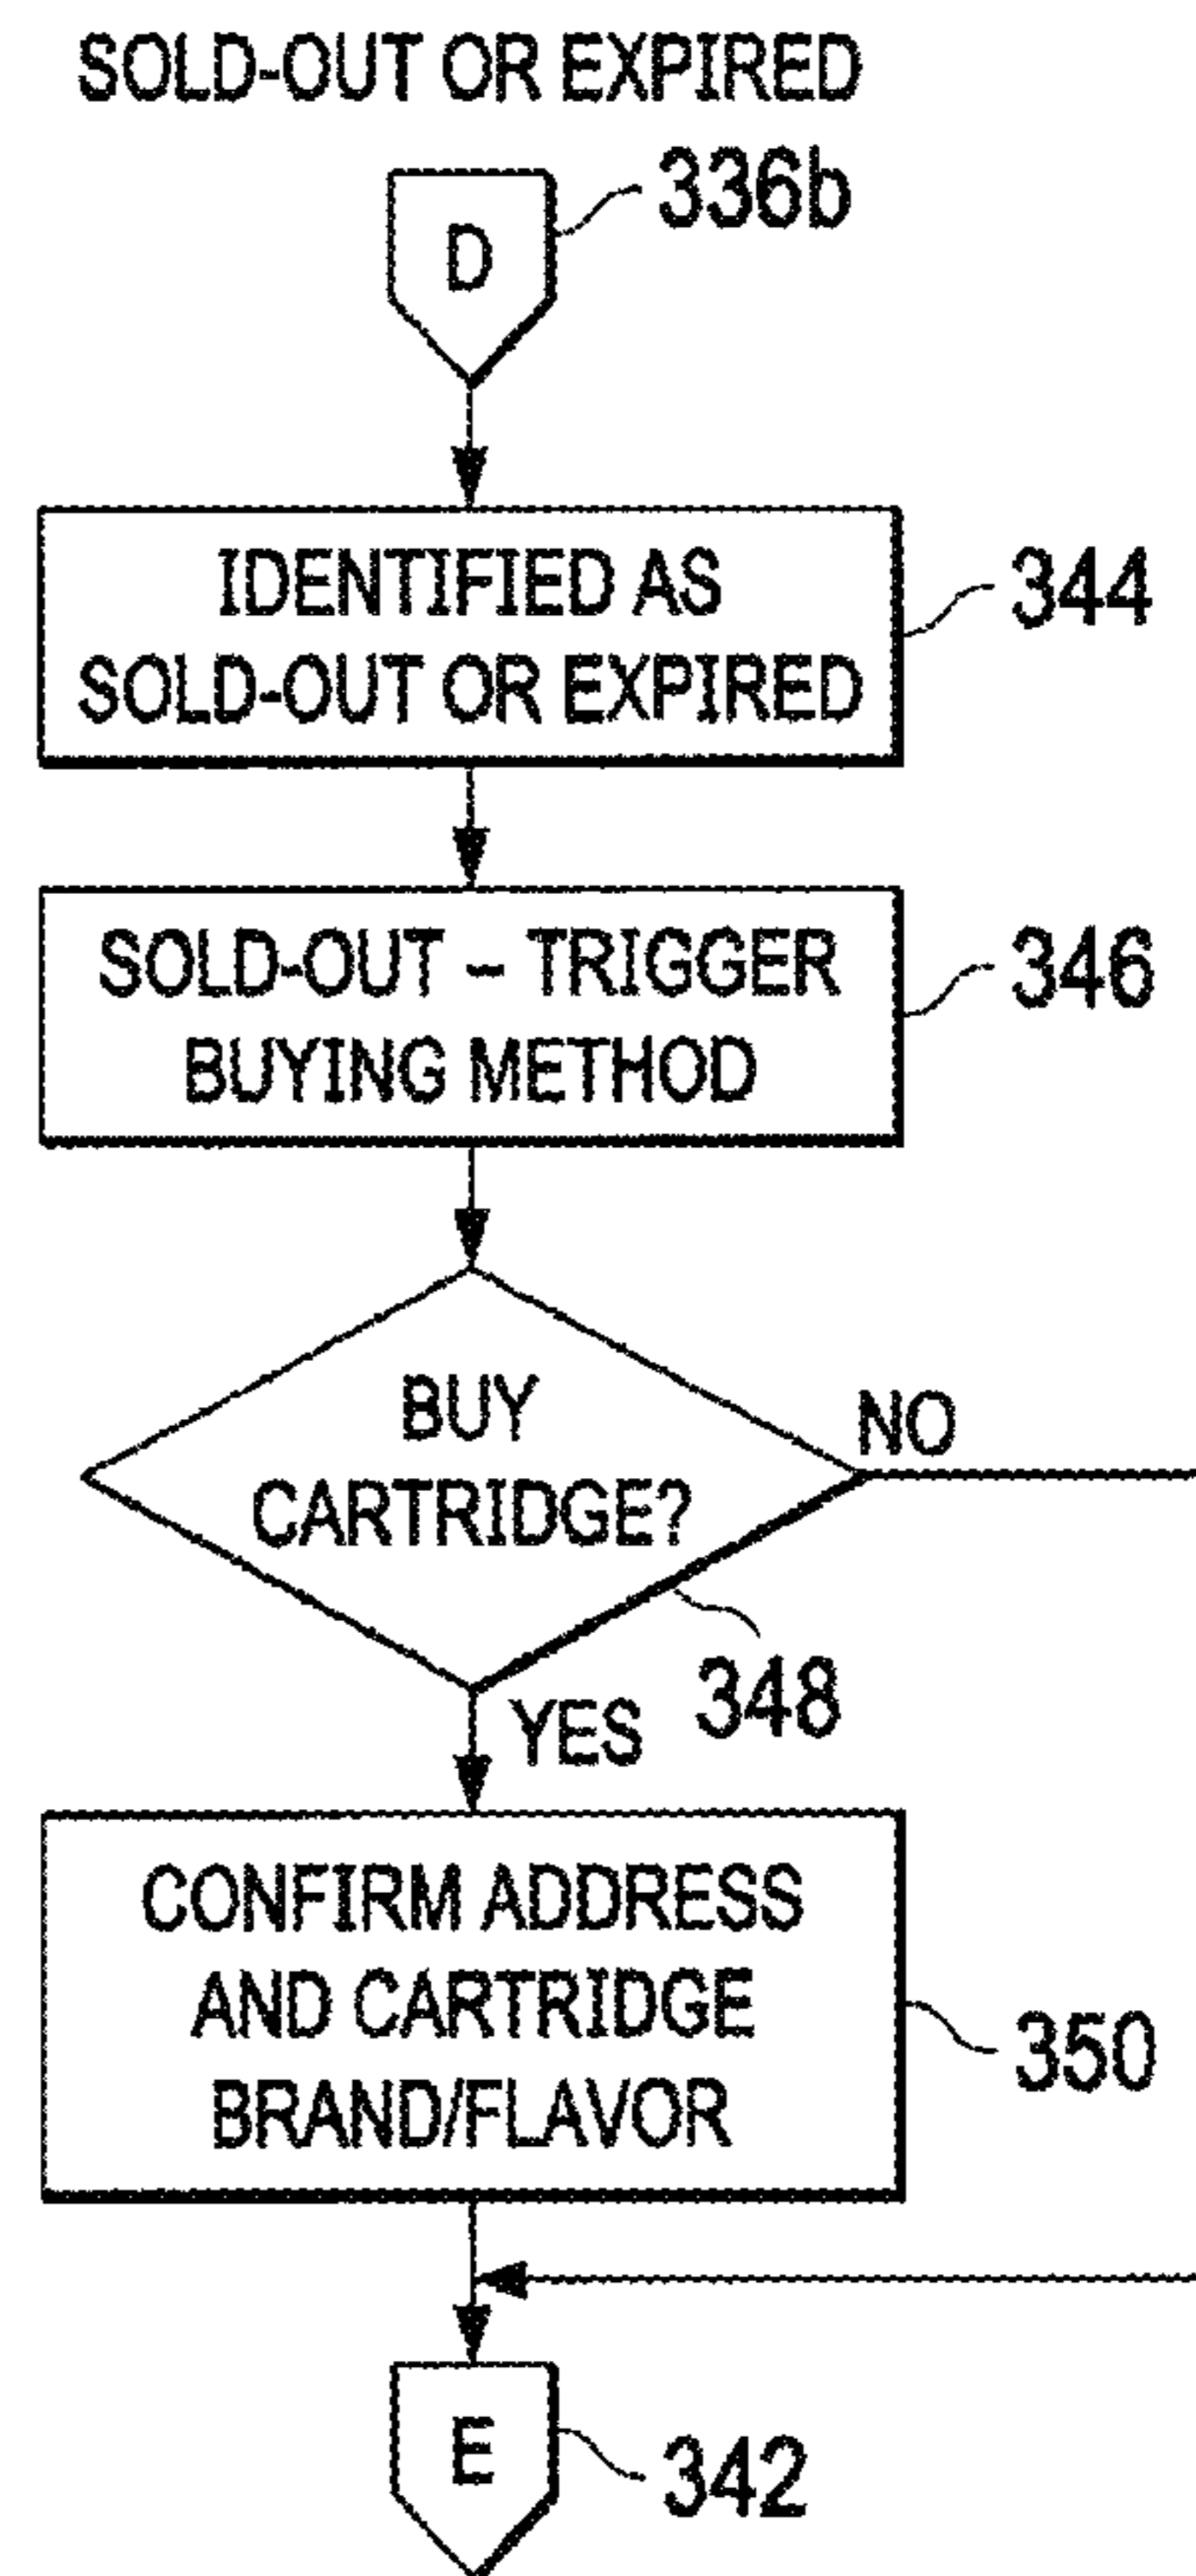 SOLD-OUT OR EXPIRED
336b
D
IDENTIFIED AS
SOLD-OUT OR EXPIRED
344
SOLD-OUT – TRIGGER
BUYING METHOD
346
BUY
CARTRIDGE?
NO
348
YES
CONFIRM ADDRESS
AND CARTRIDGE
BRAND/FLAVOR
350
E
342